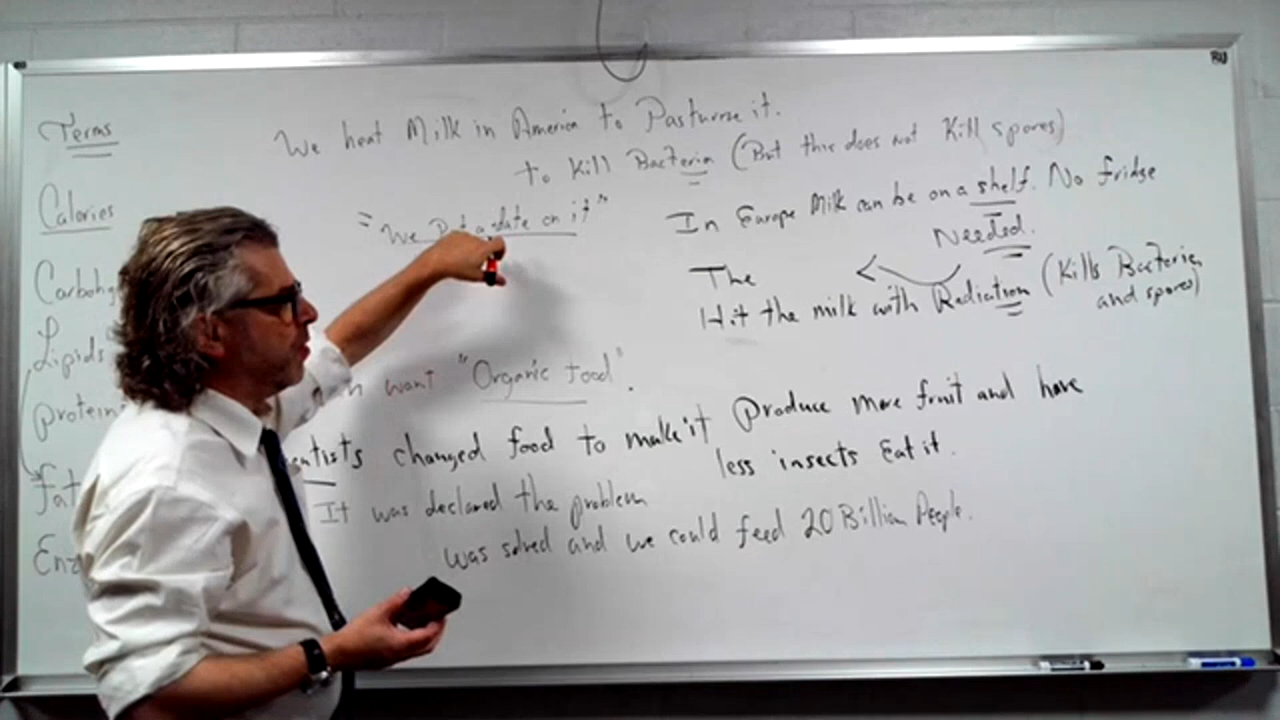 Terms
Calories
Lipids
Protein
Fat
We heat Milk in America to Pasturize it.
to Kill Bacteria (But this does not Kill spores)
= "We Put a date on it"
In Europe Milk can be on a shelf. No fridge
Needed.
The
Hit the milk with Radiation (Kills Bacteria
and spores)
want "Organic food".
changed food to make it Produce more fruit and have
less insects Eat it.
It was declared the problem
was solved and we could feed 20 Billion People.